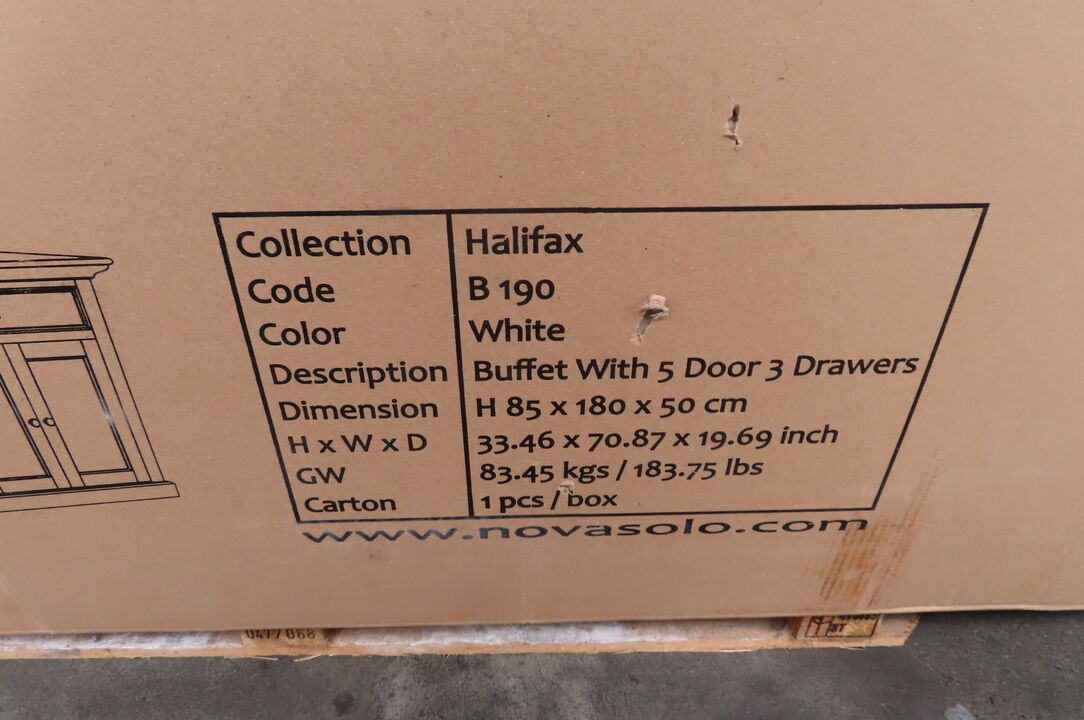 Collection Halifax
Code B 190
Color White
Description Buffet With 5 Door 3 Drawers
Dimension H 85 x 180 x 50 cm
H x W x D 33.46 x 70.87 x 19.69 inch
GW 83.45 kgs / 183.75 lbs
Carton 1 pcs / box
www.novasolo.com